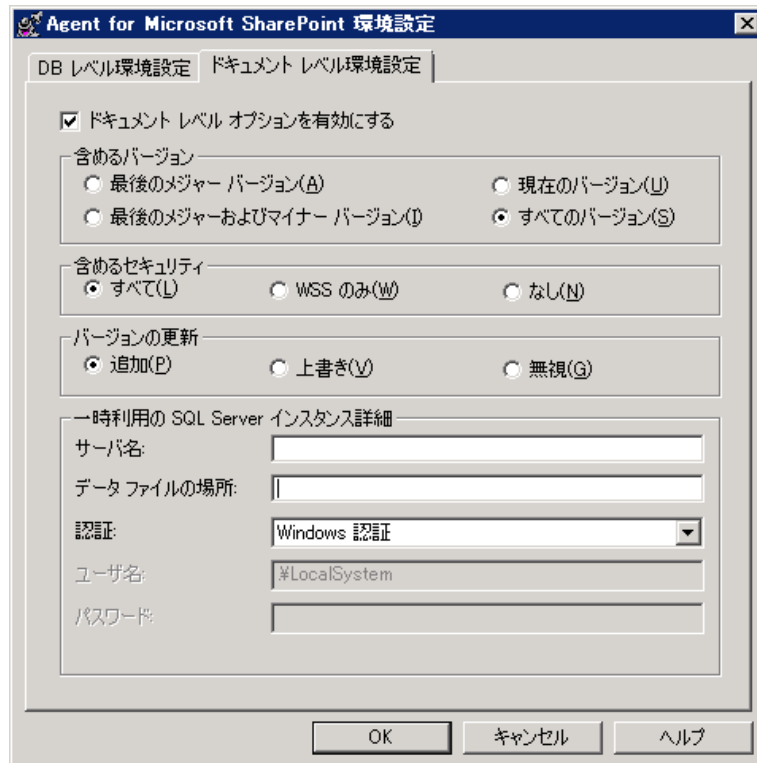 Agent for Microsoft SharePoint 環境設定
DB レベル環境設定 ドキュメント レベル環境設定
ドキュメント レベル オプションを有効にする
含めるバージョン
最後のメジャー バージョン(A) 現在のバージョン(U)
最後のメジャーおよびマイナー バージョン(I) すべてのバージョン(S)
含めるセキュリティ
すべて(L) WSS のみ(W) なし(N)
バージョンの更新
追加(P) 上書き(V) 無視(G)
一時利用の SQL Server インスタンス詳細
サーバ名:
データ ファイルの場所:
認証: Windows 認証
ユーザ名: .¥LocalSystem
パスワード:
OK キャンセル ヘルプ